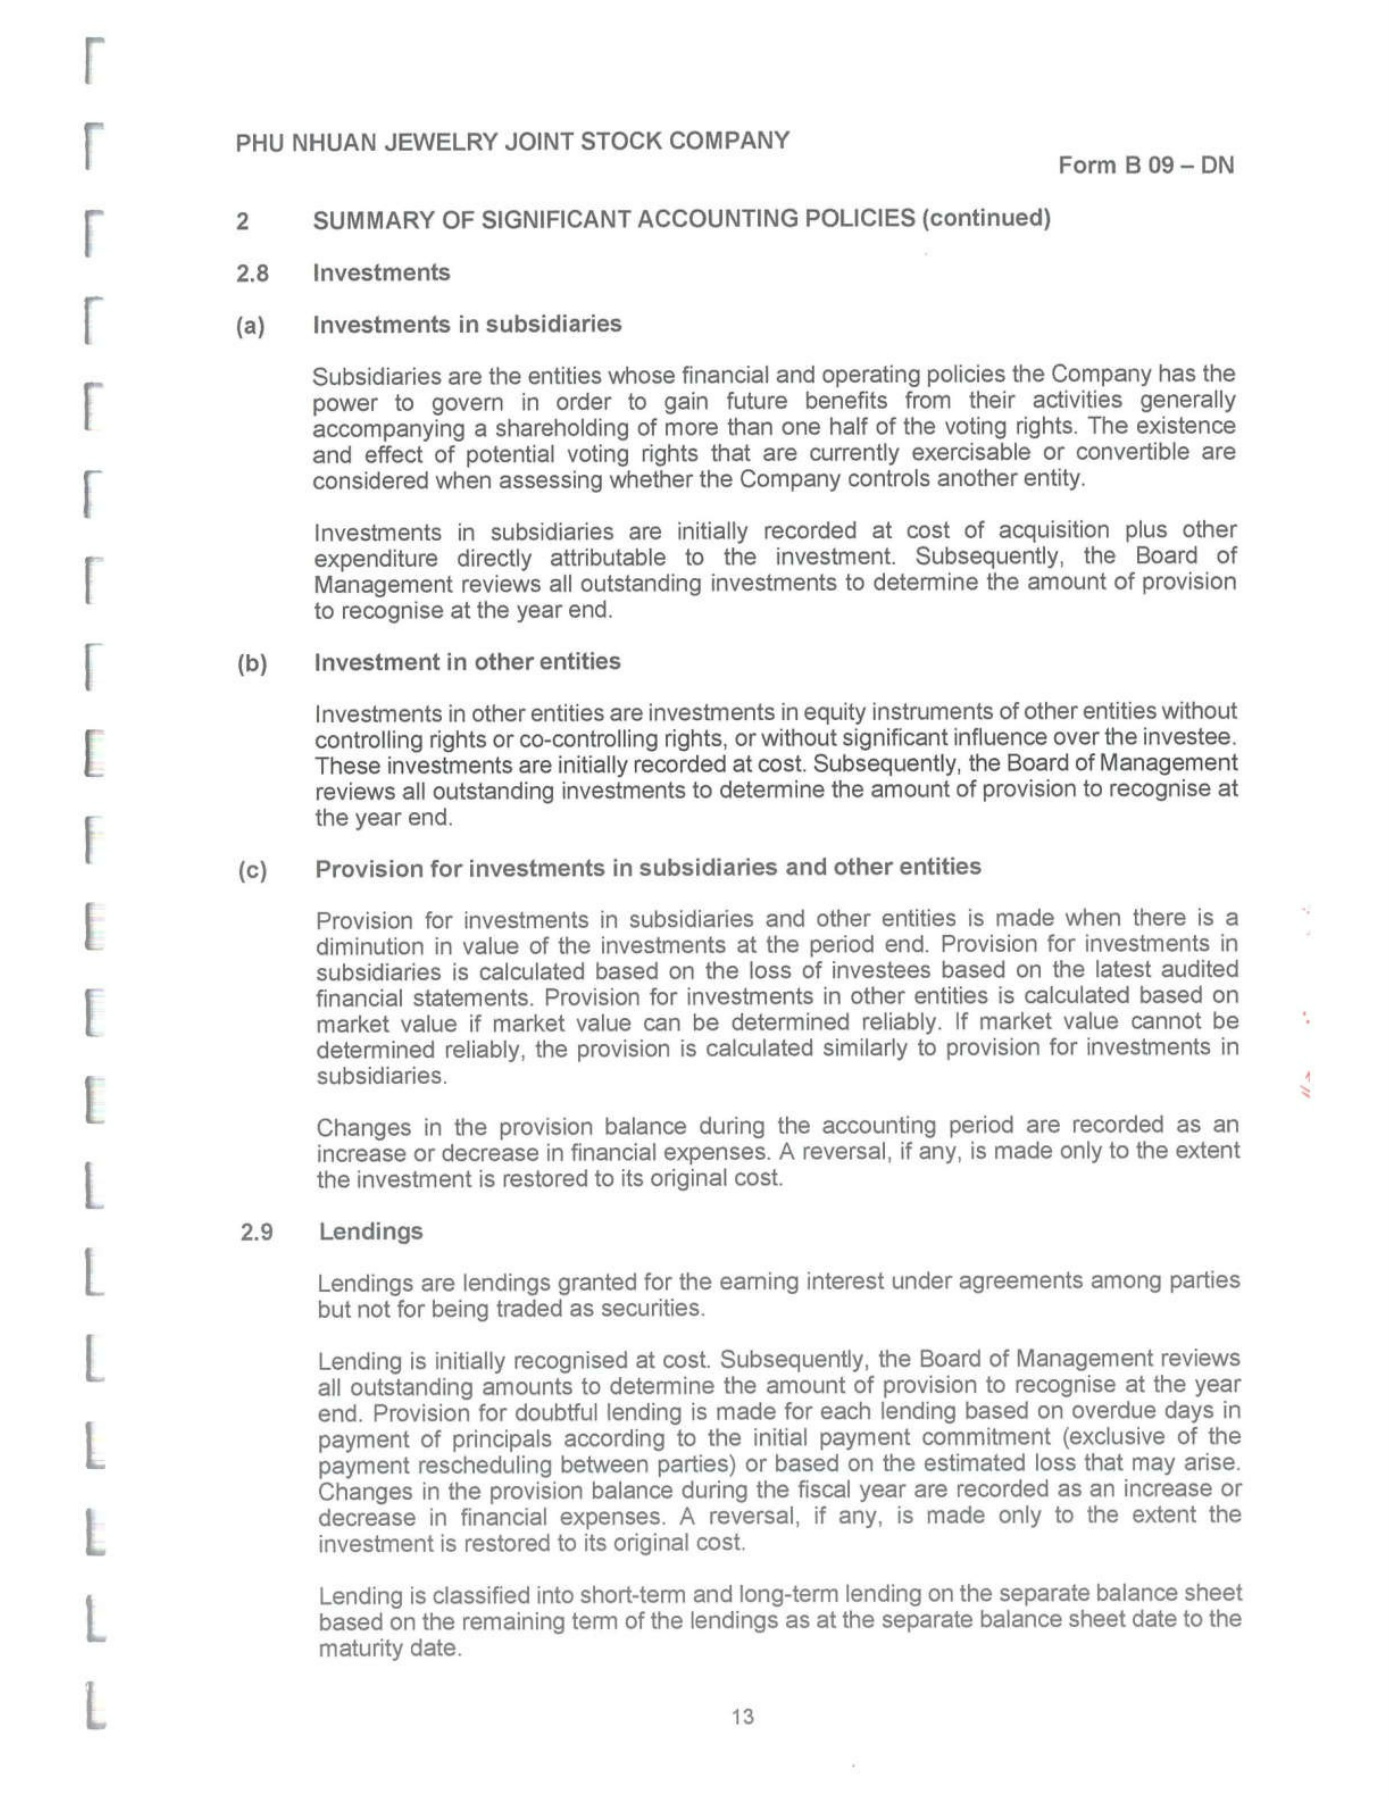 PHU NHUAN JEWELRY JOINT STOCK COMPANY
Form B 09 – DN
2 SUMMARY OF SIGNIFICANT ACCOUNTING POLICIES (continued)
2.8 Investments
(a) Investments in subsidiaries
Subsidiaries are the entities whose financial and operating policies the Company has the
power to govern in order to gain future benefits from their activities generally
accompanying a shareholding of more than one half of the voting rights. The existence
and effect of potential voting rights that are currently exercisable or convertible are
considered when assessing whether the Company controls another entity.
Investments in subsidiaries are initially recorded at cost of acquisition plus other
expenditure directly attributable to the investment. Subsequently, the Board of
Management reviews all outstanding investments to determine the amount of provision
to recognise at the year end.
(b) Investment in other entities
Investments in other entities are investments in equity instruments of other entities without
controlling rights or co-controlling rights, or without significant influence over the investee.
These investments are initially recorded at cost. Subsequently, the Board of Management
reviews all outstanding investments to determine the amount of provision to recognise at
the year end.
(c) Provision for investments in subsidiaries and other entities
Provision for investments in subsidiaries and other entities is made when there is a
diminution in value of the investments at the period end. Provision for investments in
subsidiaries is calculated based on the loss of investees based on the latest audited
financial statements. Provision for investments in other entities is calculated based on
market value if market value can be determined reliably. If market value cannot be
determined reliably, the provision is calculated similarly to provision for investments in
subsidiaries.
Changes in the provision balance during the accounting period are recorded as an
increase or decrease in financial expenses. A reversal, if any, is made only to the extent
the investment is restored to its original cost.
2.9 Lendings
Lendings are lendings granted for the earning interest under agreements among parties
but not for being traded as securities.
Lending is initially recognised at cost. Subsequently, the Board of Management reviews
all outstanding amounts to determine the amount of provision to recognise at the year
end. Provision for doubtful lending is made for each lending based on overdue days in
payment of principals according to the initial payment commitment (exclusive of the
payment rescheduling between parties) or based on the estimated loss that may arise.
Changes in the provision balance during the fiscal year are recorded as an increase or
decrease in financial expenses. A reversal, if any, is made only to the extent the
investment is restored to its original cost.
Lending is classified into short-term and long-term lending on the separate balance sheet
based on the remaining term of the lendings as at the separate balance sheet date to the
maturity date.
13